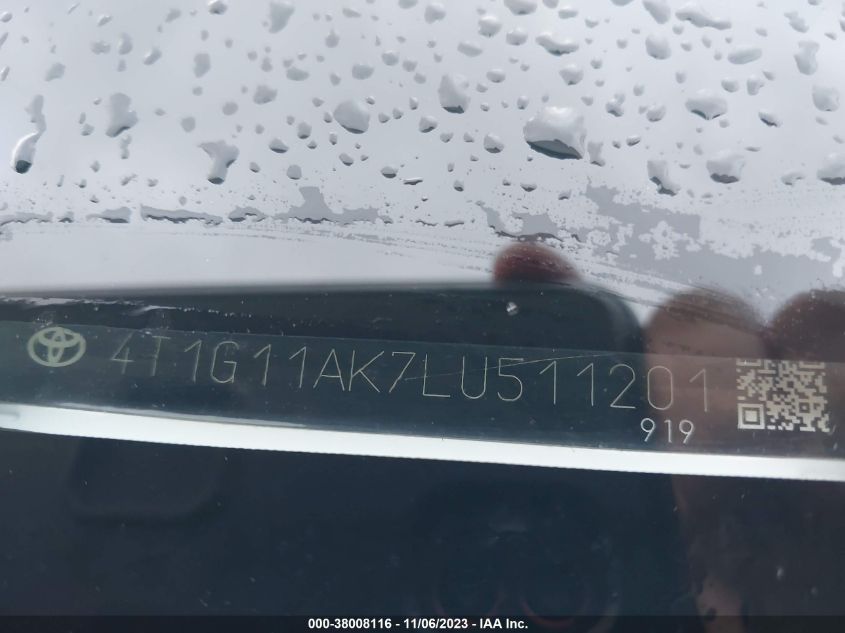 4T1G11AK7LU511201
919
000-38008116 - 11/06/2023 - IAA Inc.